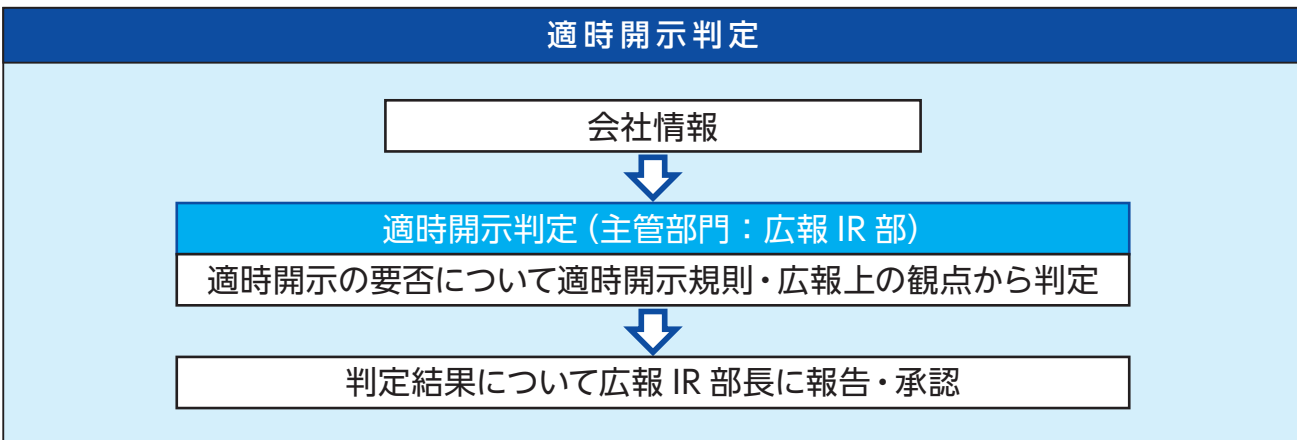 適時開示判定
会社情報
適時開示判定（主管部門：広報 IR 部）
適時開示の要否について適時開示規則・広報上の観点から判定
判定結果について広報 IR 部長に報告・承認